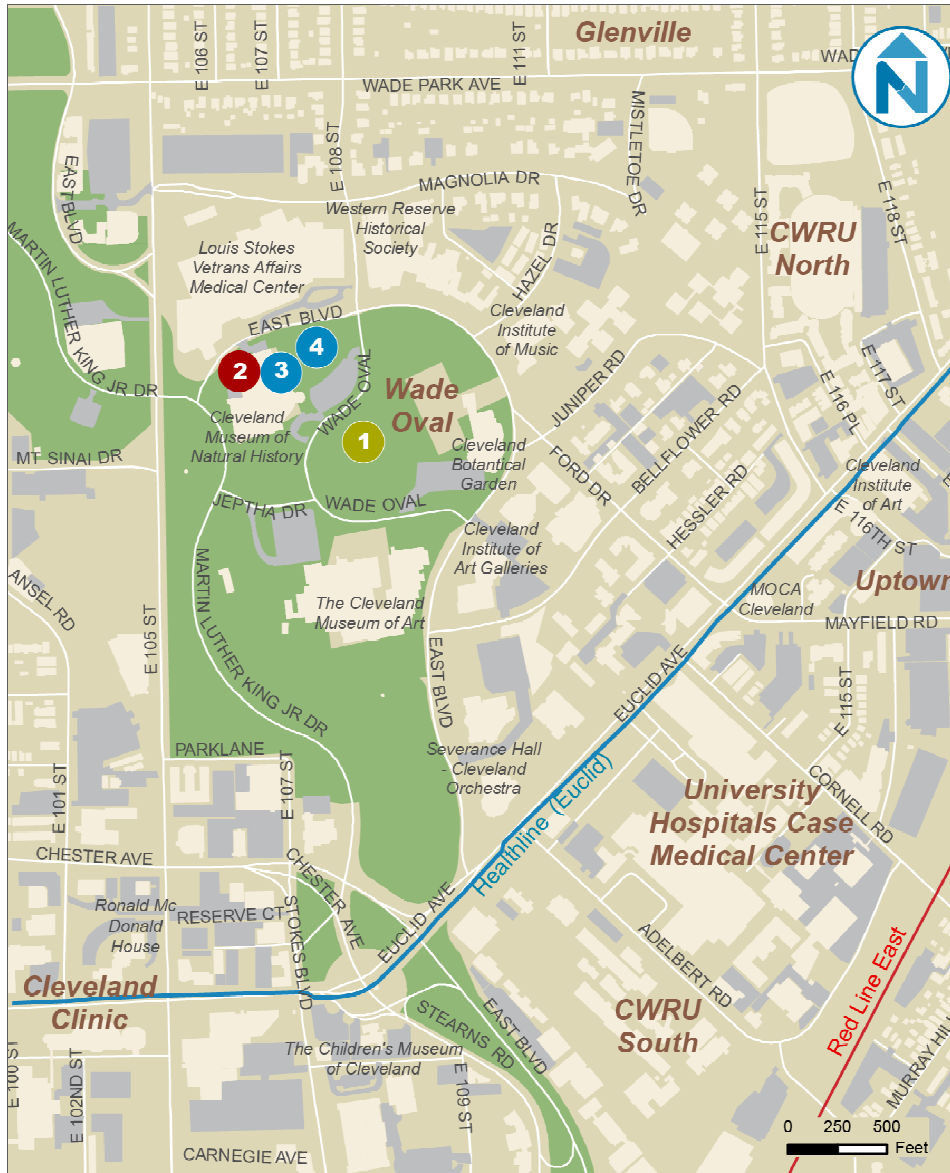 Glenville
E 106 ST
E 107 ST
E 111 ST
WADE PARK AVE
WAD
N
MISTLETOE DR
E 108 ST
EAST BLVD
MAGNOLIA DR
E 115 ST
E 118 ST
Western Reserve
Historical
Society
CWRU
North
MARTIN LUTHER KING JR DR
Louis Stokes
Vetrans Affairs
Medical Center
HAZEL DR
EAST BLVD
Cleveland
Institute
of Music
4
2
3
WADE OVAL
Wade
Oval
JUNIPER RD
E 117 ST
E 116 PL
BELLFLOWER RD
Cleveland
Museum of
Natural History
1
Cleveland
Botantical
Garden
MT SINAI DR
FORD DR
HESSLER RD
Cleveland
Institute
of Art
JEPTHA DR
WADE OVAL
E 116TH ST
Cleveland
Institute of
Art Galleries
ANSEL RD
MARTIN LUTHER KING JR DR
The Cleveland
Museum of Art
MOCA
Cleveland
Uptown
MAYFIELD RD
E 105 ST
EAST BLVD
EUCLID AVE
E 115 ST
PARKLANE
E 107 ST
Severance Hall
- Cleveland
Orchestra
Healthline (Euclid)
E 101 ST
University
Hospitals Case
Medical Center
CORNELL RD
CHESTER AVE
CHESTER AVE
Ronald Mc
Donald
House
RESERVE CT
STOKES BLVD
EUCLID AVE
ADELBERT RD
Red Line East
Cleveland
Clinic
STEARNS RD
EAST BLVD
CWRU
South
The Children's Museum
of Cleveland
E 100 ST
E 102ND ST
E 109 ST
MURRAY HIL
CARNEGIE AVE
0 250 500
Feet